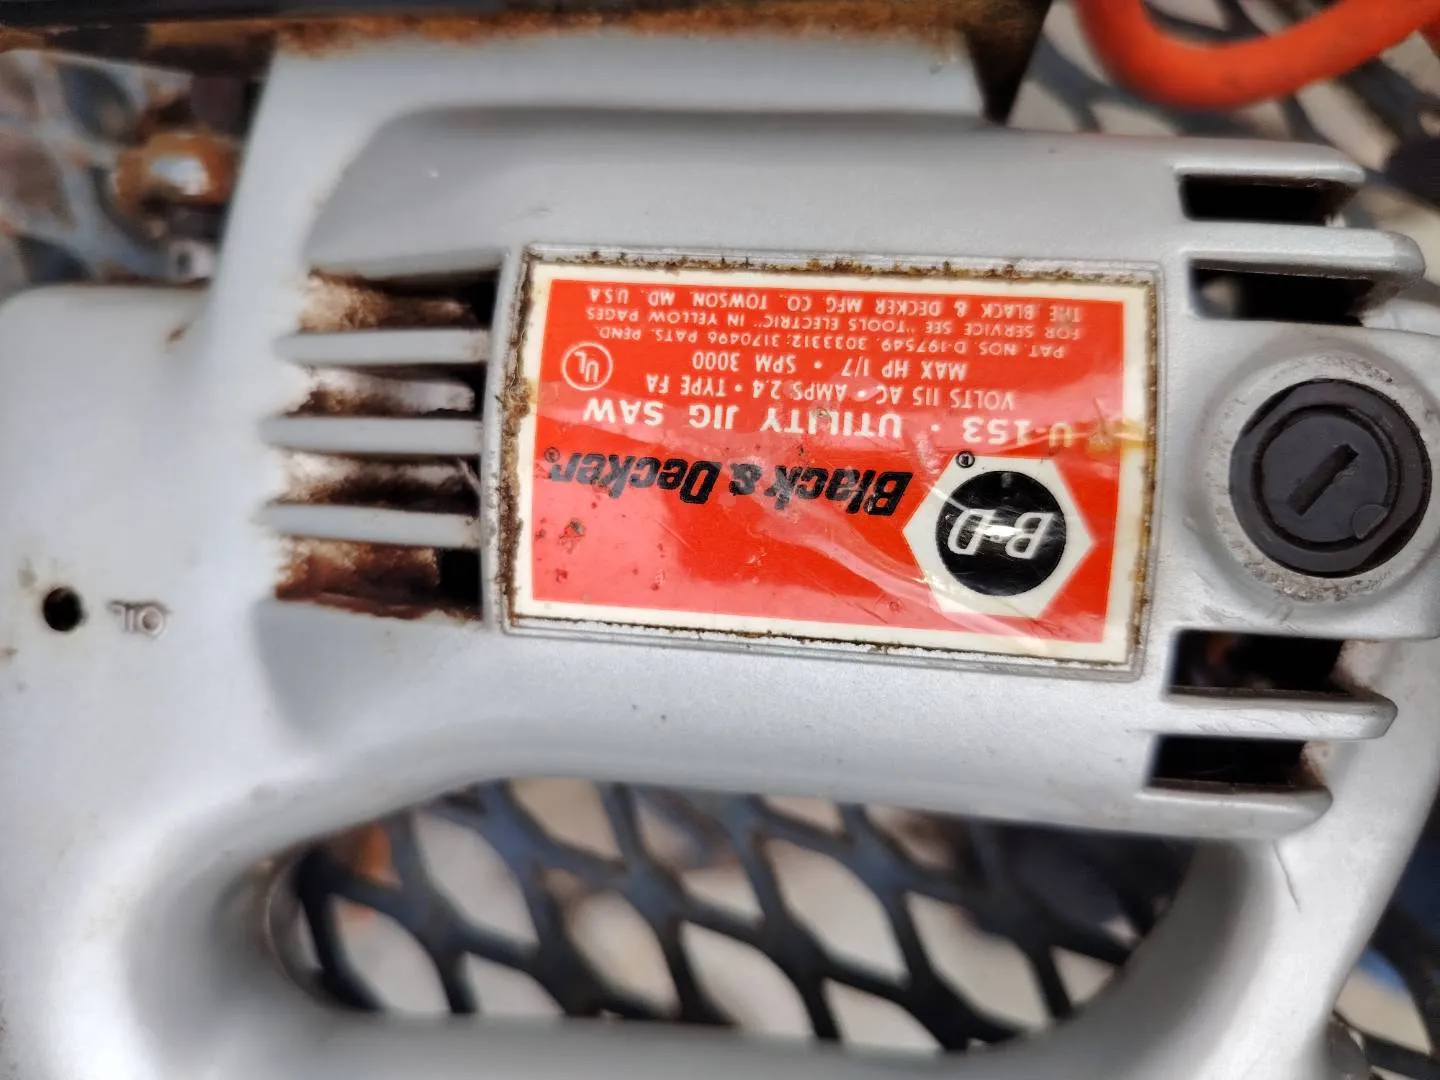 B·D
Black & Decker®
U-153 · UTILITY JIG SAW
VOLTS 115 AC · AMPS 2.4 · TYPE FA
MAX HP 1/7 · SPM 3000
UL
PAT. NOS. D-197549, 3033312; 3170496 PATS. PEND.
FOR SERVICE SEE "TOOLS ELECTRIC" IN YELLOW PAGES
THE BLACK & DECKER MFG. CO., TOWSON, MD. U.S.A
OIL